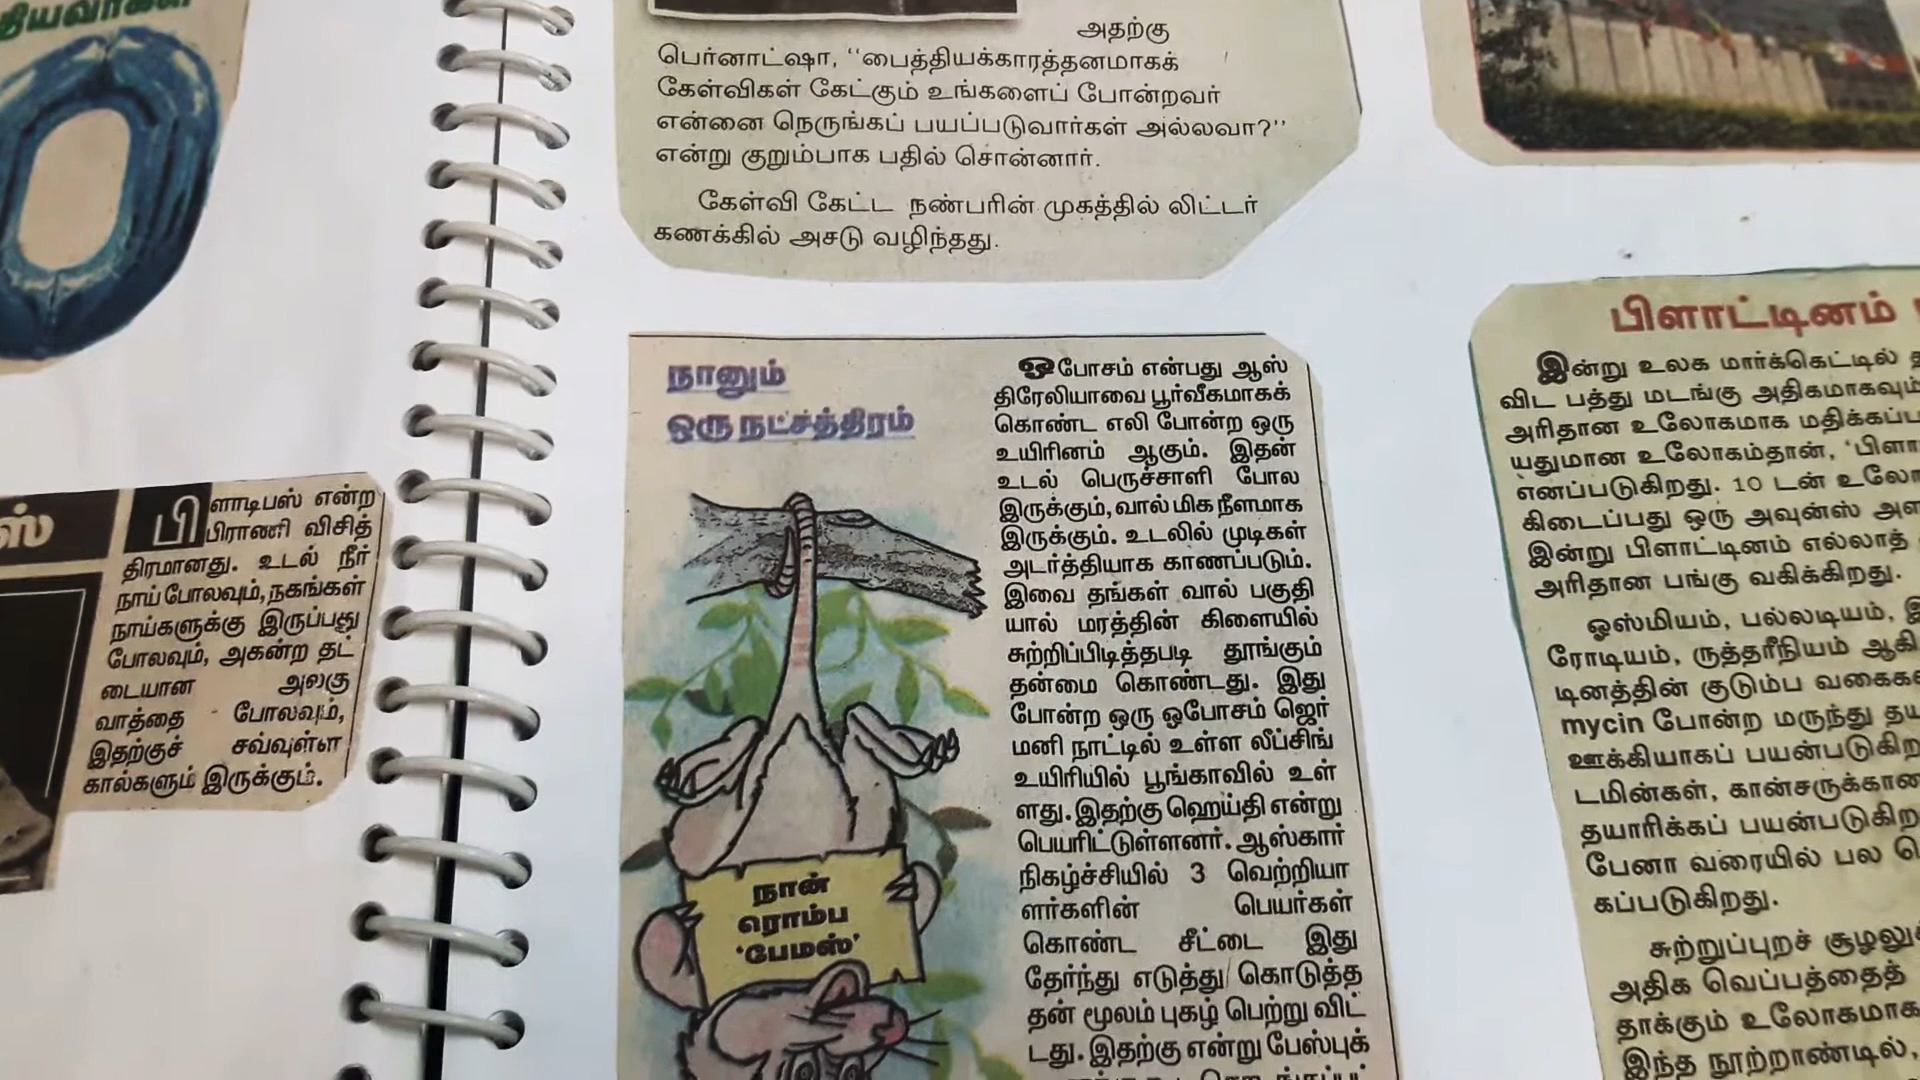 அதற்கு
பெர்னாட்ஷா, “பைத்தியக்காரத்தனமாகக்
கேள்விகள் கேட்கும் உங்களைப் போன்றவர்
என்னை நெருங்கப் பயப்படுவார்கள் அல்லவா?”
என்று குறும்பாக பதில் சொன்னார்.
கேள்வி கேட்ட நண்பரின் முகத்தில் லிட்டர்
கணக்கில் அசடு வழிந்தது.
பிளாடிபஸ் என்ற
பிராணி விசித்
திரமானது. உடல் நீர்
நாய் போலவும், நகங்கள்
நாய்களுக்கு இருப்பது
போலவும், அகன்ற தட்
டையான அலகு
வாத்தை போலவும்,
இதற்குச் சவ்வுள்ள
கால்களும் இருக்கும்.
நானும்
ஒரு நட்சத்திரம்
நான்
ரொம்ப
‘பேமஸ்’
ஓபோசம் என்பது ஆஸ்
திரேலியாவை பூர்வீகமாகக்
கொண்ட எலி போன்ற ஒரு
உயிரினம் ஆகும். இதன்
உடல் பெருச்சாளி போல
இருக்கும், வால் மிக நீளமாக
இருக்கும். உடலில் முடிகள்
அடர்த்தியாக காணப்படும்.
இவை தங்கள் வால் பகுதி
யால் மரத்தின் கிளையில்
சுற்றிப்பிடித்தபடி தூங்கும்
தன்மை கொண்டது. இது
போன்ற ஒரு ஓபோசம் ஜெர்
மனி நாட்டில் உள்ள லீப்சிங்
உயிரியில் பூங்காவில் உள்
ளது. இதற்கு ஹெய்தி என்று
பெயரிட்டுள்ளனர். ஆஸ்கார்
நிகழ்ச்சியில் 3 வெற்றியா
ளர்களின் பெயர்கள்
கொண்ட சீட்டை இது
தேர்ந்து எடுத்து கொடுத்த
தன் மூலம் புகழ் பெற்று விட்
டது. இதற்கு என்று பேஸ்புக்
பிளாட்டினம்
இன்று உலக மார்க்கெட்டில்
விட பத்து மடங்கு அதிகமாகவும்
அரிதான உலோகமாக மதிக்கப்ப
யதுமான உலோகம்தான், ‘பிளா
எனப்படுகிறது. 10 டன் உலோ
கிடைப்பது ஒரு அவுன்ஸ் அள
இன்று பிளாட்டினம் எல்லாத்
அரிதான பங்கு வகிக்கிறது.
ஓஸ்மியம், பல்லடியம்,
ரோடியம், ருத்தரீநியம் ஆகி
டினத்தின் குடும்ப வகைகள்
mycin போன்ற மருந்து தய
ஊக்கியாகப் பயன்படுகிற
டமின்கள், கான்சருக்கான
தயாரிக்கப் பயன்படுகிற
பேனா வரையில் பல
கப்படுகிறது.
சுற்றுப்புறச் சூழலு
அதிக வெப்பத்தைத்
தாக்கும் உலோகமாக
இந்த நூற்றாண்டில்,